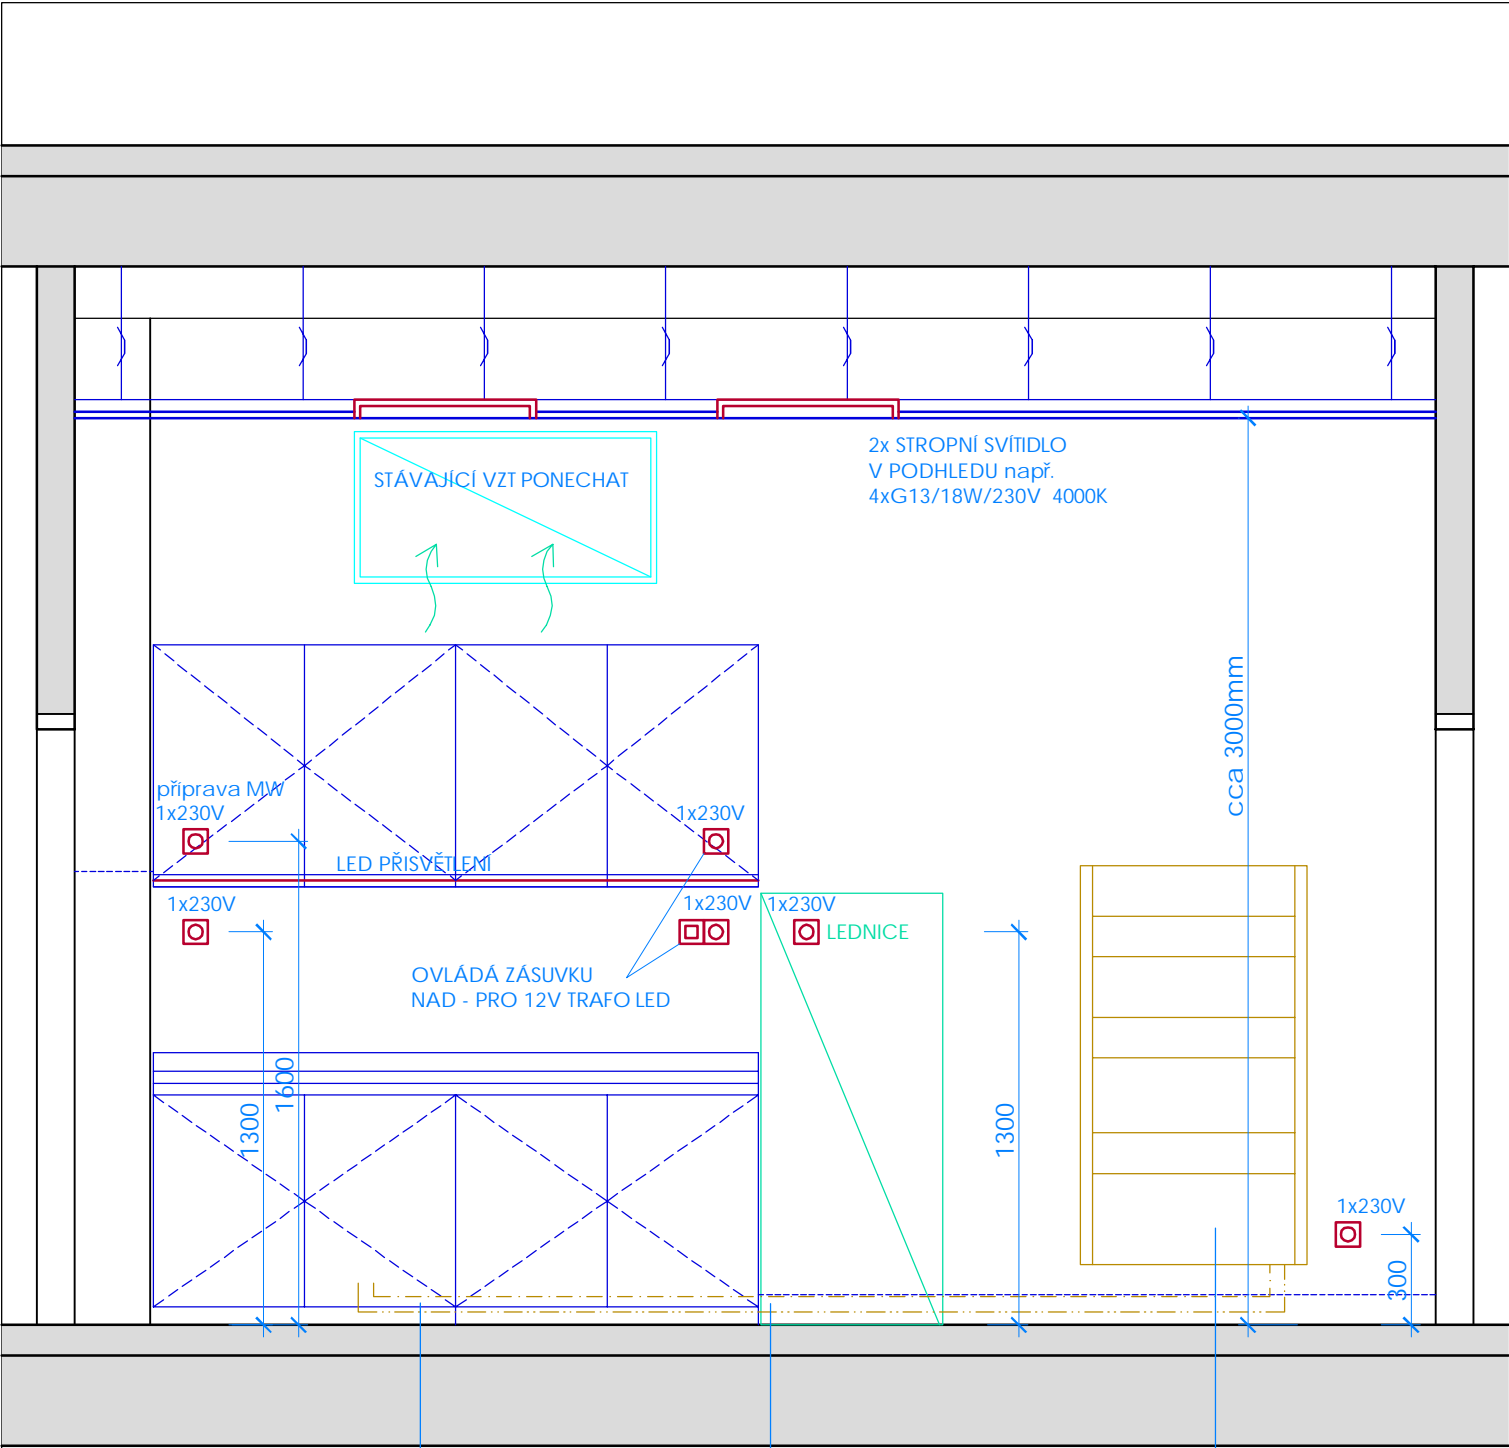 2x STROPNÍ SVÍTIDLO
V PODHLEDU např.
4xG13/18W/230V 4000K
STÁVAJÍCÍ VZT PONECHAT
cca 3000mm
příprava MW
1x230V
1x230V
LED PŘISVĚTLENÍ
1x230V
1x230V
1x230V
LEDNICE
OVLÁDÁ ZÁSUVKU
NAD - PRO 12V TRAFO LED
1600
1300
1300
1x230V
300